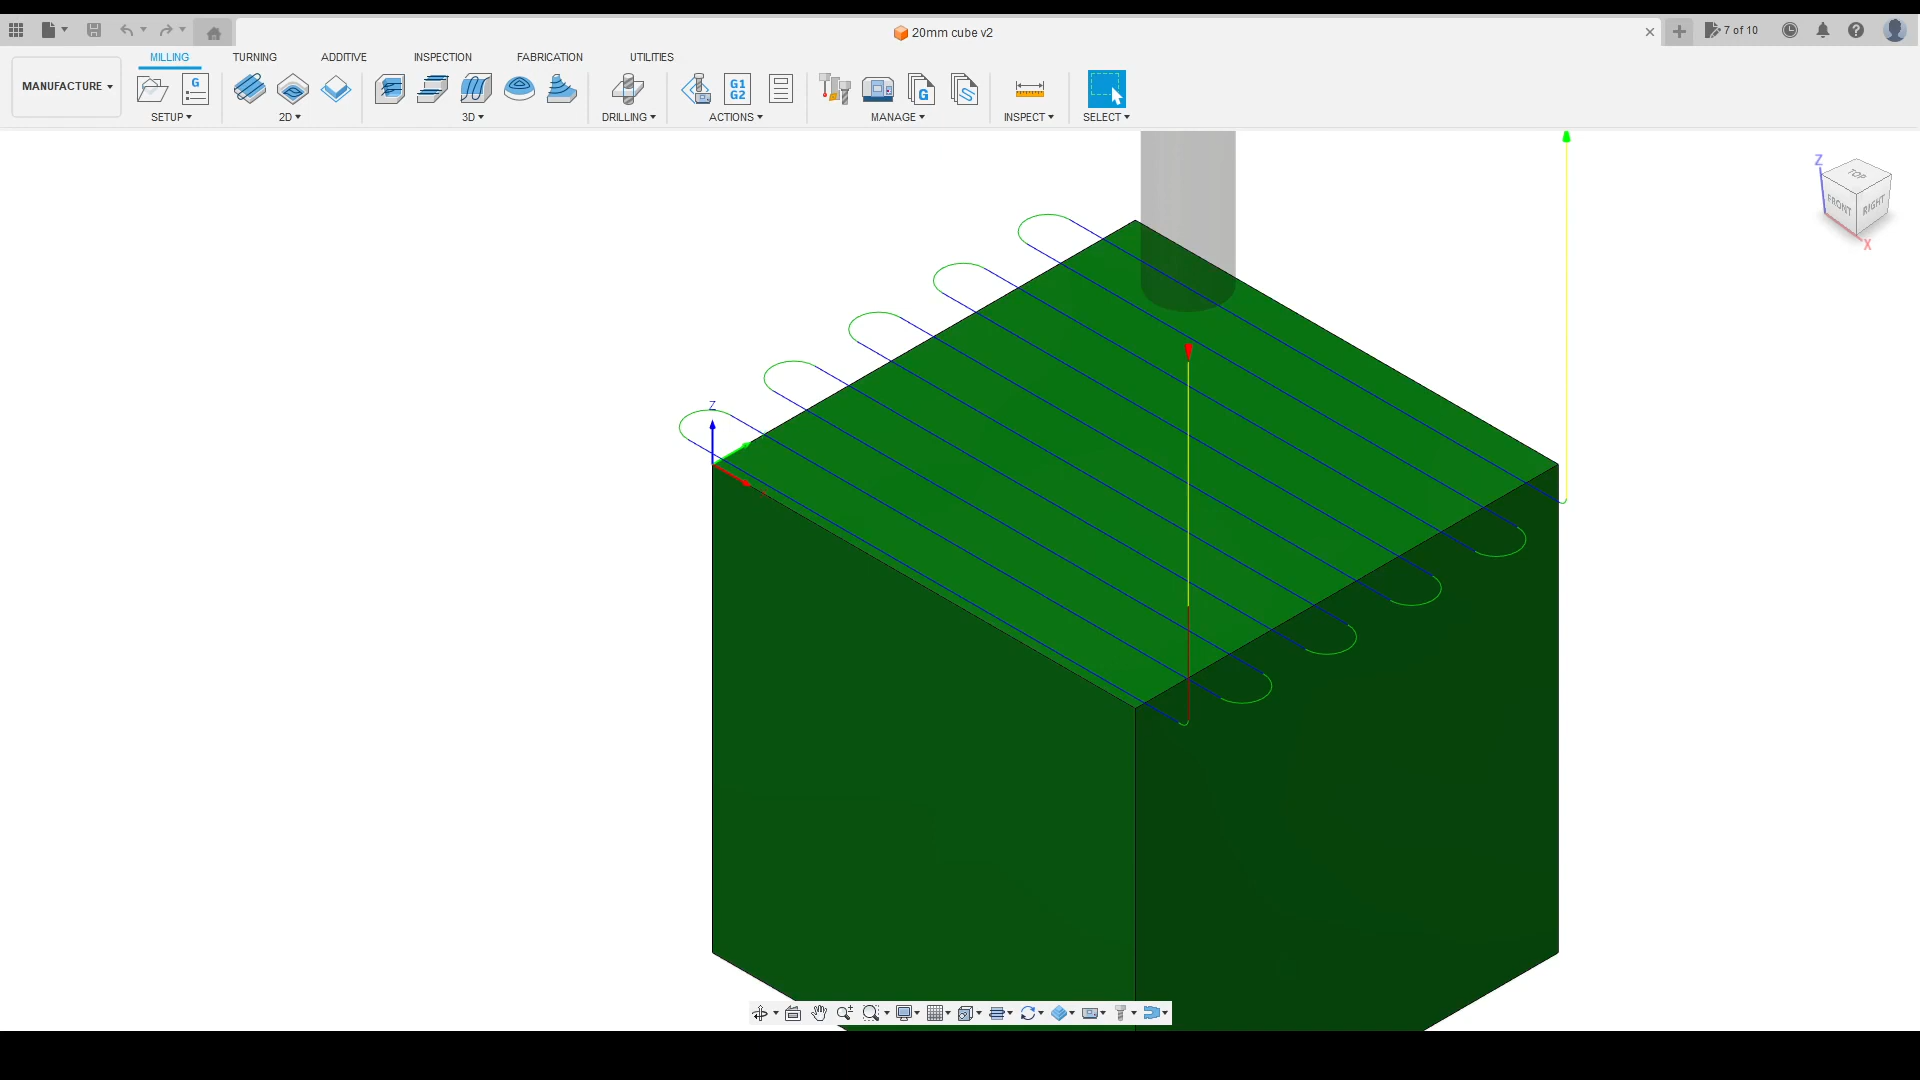 20mm cube v2
7 of 10
MILLING TURNING ADDITIVE INSPECTION FABRICATION UTILITIES
MANUFACTURE
G
G1
G2
G
SETUP 2D 3D DRILLING ACTIONS MANAGE INSPECT SELECT
Z
TOP
FRONT
RIGHT
X
Z